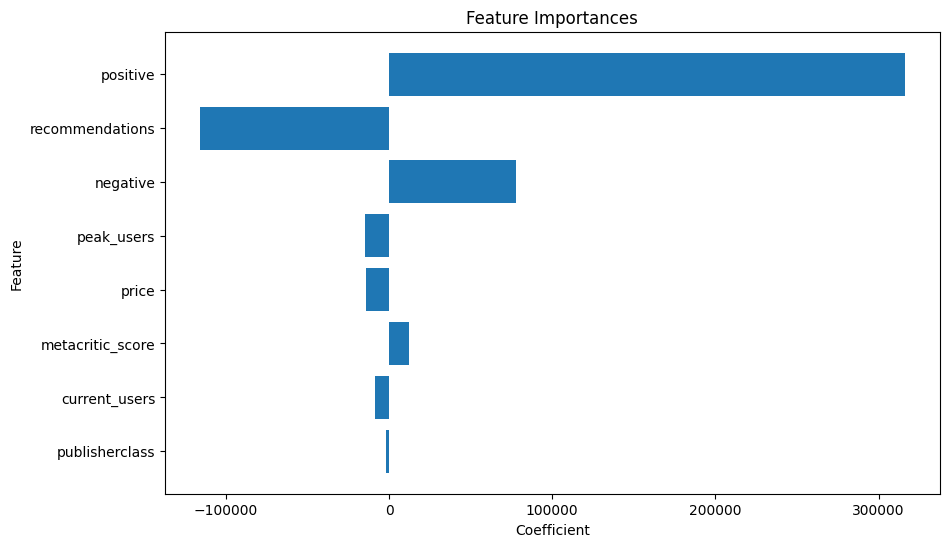 Feature Importances
Feature
positive
recommendations
negative
peak_users
price
metacritic_score
current_users
publisherclass
−100000 0 100000 200000 300000
Coefficient